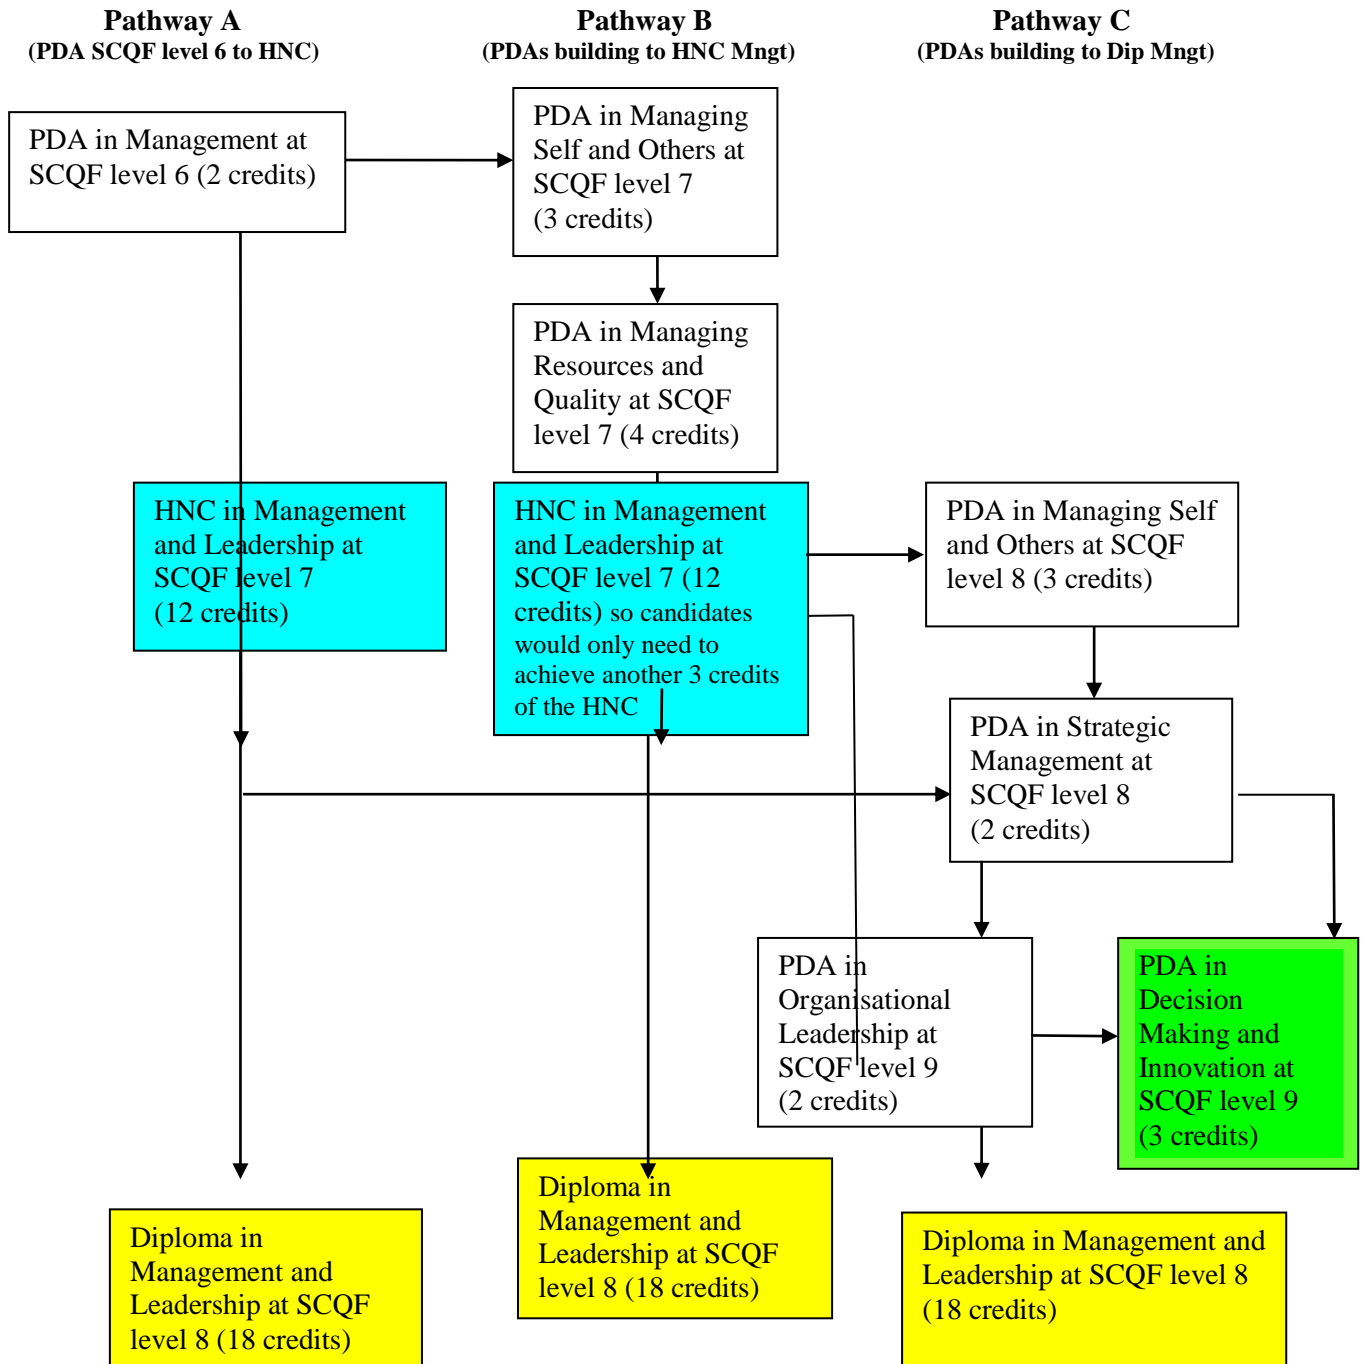 Pathway A
(PDA SCQF level 6 to HNC)
Pathway B
(PDAs building to HNC Mngt)
Pathway C
(PDAs building to Dip Mngt)
PDA in Management at
SCQF level 6 (2 credits)
PDA in Managing
Self and Others at
SCQF level 7
(3 credits)
PDA in Managing
Resources and
Quality at SCQF
level 7 (4 credits)
HNC in Management
and Leadership at
SCQF level 7
(12 credits)
HNC in Management
and Leadership at
SCQF level 7 (12
credits) so candidates
would only need to
achieve another 3 credits
of the HNC
PDA in Managing Self
and Others at SCQF
level 8 (3 credits)
PDA in Strategic
Management at
SCQF level 8
(2 credits)
PDA in
Organisational
Leadership at
SCQF level 9
(2 credits)
PDA in
Decision
Making and
Innovation at
SCQF level 9
(3 credits)
Diploma in
Management and
Leadership at SCQF
level 8 (18 credits)
Diploma in
Management and
Leadership at SCQF
level 8 (18 credits)
Diploma in Management and
Leadership at SCQF level 8
(18 credits)